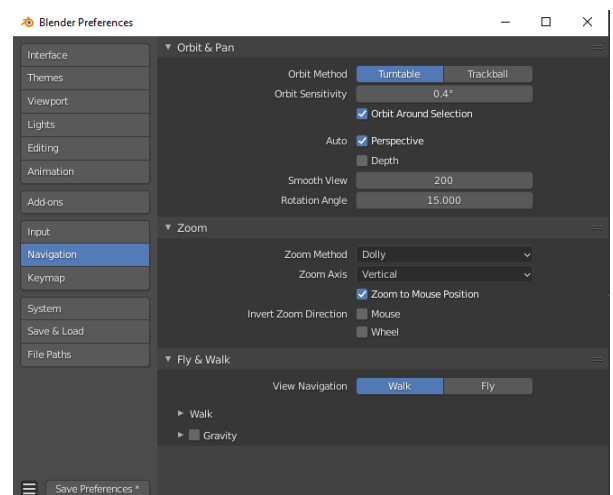 Blender Preferences
Interface
Themes
Viewport
Lights
Editing
Animation
Add-ons
Input
Navigation
Keymap
System
Save & Load
File Paths
Save Preferences *
Orbit & Pan
Orbit Method Turntable Trackball
Orbit Sensitivity 0.4°
Orbit Around Selection
Auto Perspective
Depth
Smooth View 200
Rotation Angle 15.000
Zoom
Zoom Method Dolly
Zoom Axis Vertical
Zoom to Mouse Position
Invert Zoom Direction Mouse
Wheel
Fly & Walk
View Navigation Walk Fly
Walk
Gravity